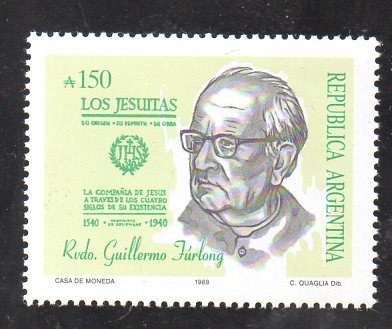 ₳150
LOS JESUITAS
SU ORIGEN • SU ESPIRITU • SU OBRA
JHS
LA COMPAÑIA DE JESUS
A TRAVES DE LOS CUATRO
SIGLOS DE SU EXISTENCIA
1540 - 1940
Rvdo. Guillermo Fúrlong
REPUBLICA ARGENTINA
CASA DE MONEDA
1989
C. QUAGLIA Dib.